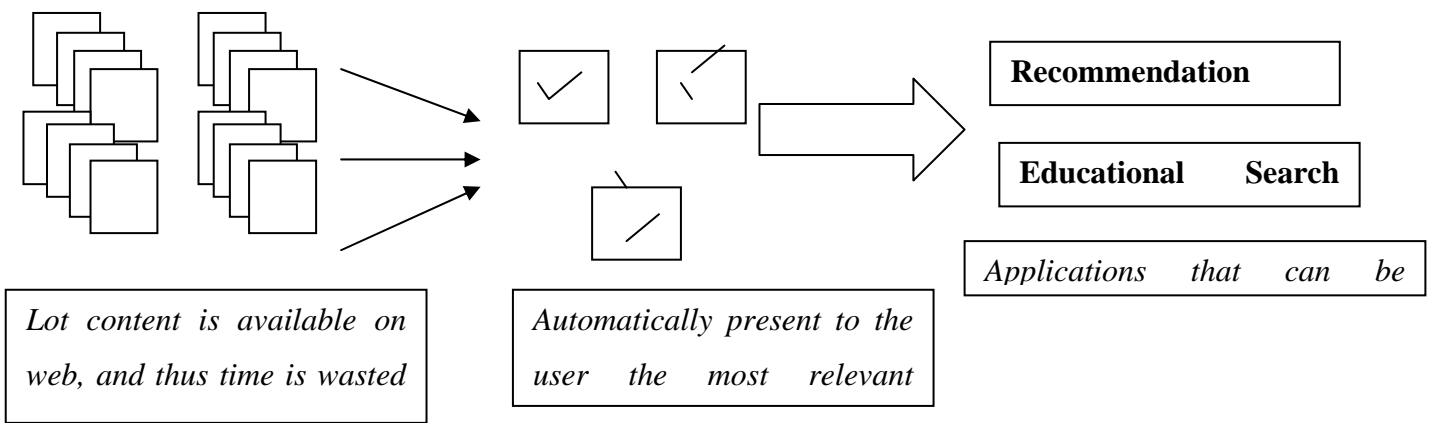 Recommendation
Educational Search
Applications that can be
Lot content is available on
web, and thus time is wasted
Automatically present to the
user the most relevant